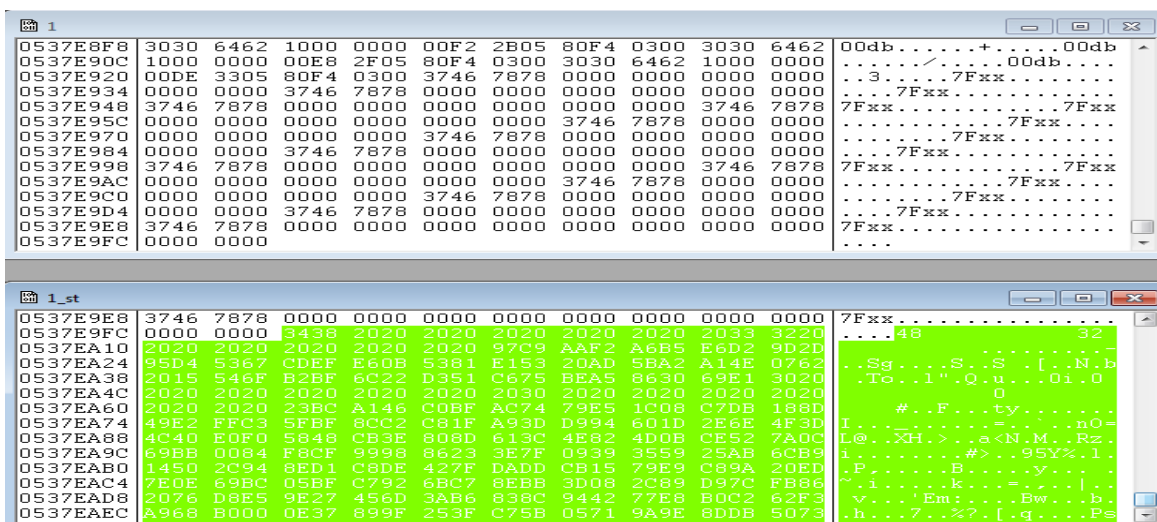 1
0537E8F8 3030 6462 1000 0000 00F2 2B05 80F4 0300 3030 6462 00db......+.....00db
0537E90C 1000 0000 00E8 2F05 80F4 0300 3030 6462 1000 0000 ....../.....00db....
0537E920 00DE 3305 80F4 0300 3746 7878 0000 0000 0000 0000 ..3.....7Fxx........
0537E934 0000 0000 3746 7878 0000 0000 0000 0000 0000 0000 ....7Fxx............
0537E948 3746 7878 0000 0000 0000 0000 0000 0000 3746 7878 7Fxx............7Fxx
0537E95C 0000 0000 0000 0000 0000 0000 3746 7878 0000 0000 ............7Fxx....
0537E970 0000 0000 0000 0000 3746 7878 0000 0000 0000 0000 ........7Fxx........
0537E984 0000 0000 3746 7878 0000 0000 0000 0000 0000 0000 ....7Fxx............
0537E998 3746 7878 0000 0000 0000 0000 0000 0000 3746 7878 7Fxx............7Fxx
0537E9AC 0000 0000 0000 0000 0000 0000 3746 7878 0000 0000 ............7Fxx....
0537E9C0 0000 0000 0000 0000 3746 7878 0000 0000 0000 0000 ........7Fxx........
0537E9D4 0000 0000 3746 7878 0000 0000 0000 0000 0000 0000 ....7Fxx............
0537E9E8 3746 7878 0000 0000 0000 0000 0000 0000 0000 0000 7Fxx................
0537E9FC 0000 0000 ....
1_st
0537E9E8 3746 7878 0000 0000 0000 0000 0000 0000 0000 0000 7Fxx................
0537E9FC 0000 0000 3438 2020 2020 2020 2020 2020 2033 3220 ....48 32
0537EA10 2020 2020 2020 2020 2020 97C9 AAF2 A6B5 E6D2 9D2D
0537EA24 95D4 5367 CDEF E60B 5381 E153 20AD 5BA2 A14E 0762 ..Sg....S..S .[..N.b
0537EA38 2015 546F B2BF 6C22 D351 C675 BEA5 8630 69E1 3020
0537EA4C 2020 2020 2020 2020 2020 2030 2020 2020 2020 2020 0
0537EA60 2020 2020 23BC A146 C0BF AC74 79E5 1C08 C7DB 188D #..F...ty.......
0537EA74 49E2 FFC3 5FBF 8CC2 C81F A93D D994 601D 2E6E 4F3D
0537EA88 4C40 E0F0 5848 CB3E 808D 613C 4E82 4D0B CE52 7A0C L@..XH.>..a<N.M..Rz.
0537EA9C 69BB 0084 F8CF 9998 8623 3E7F 0939 3559 25AB 6CB9
0537EAB0 1450 2C94 8ED1 C8DE 427F DADD CB15 79E9 C89A 20ED
0537EAC4 7E0E 69BC 05BF C792 6BC7 8EBB 3D08 2C89 D97C FB86
0537EAD8 2076 D8E5 9E27 456D 3AB6 838C 9442 77E8 B0C2 62F3
0537EAEC A968 B000 0E37 899F 253F C75B 0571 9A9E 8DDB 5073 .h...7..%?.[.q....Ps